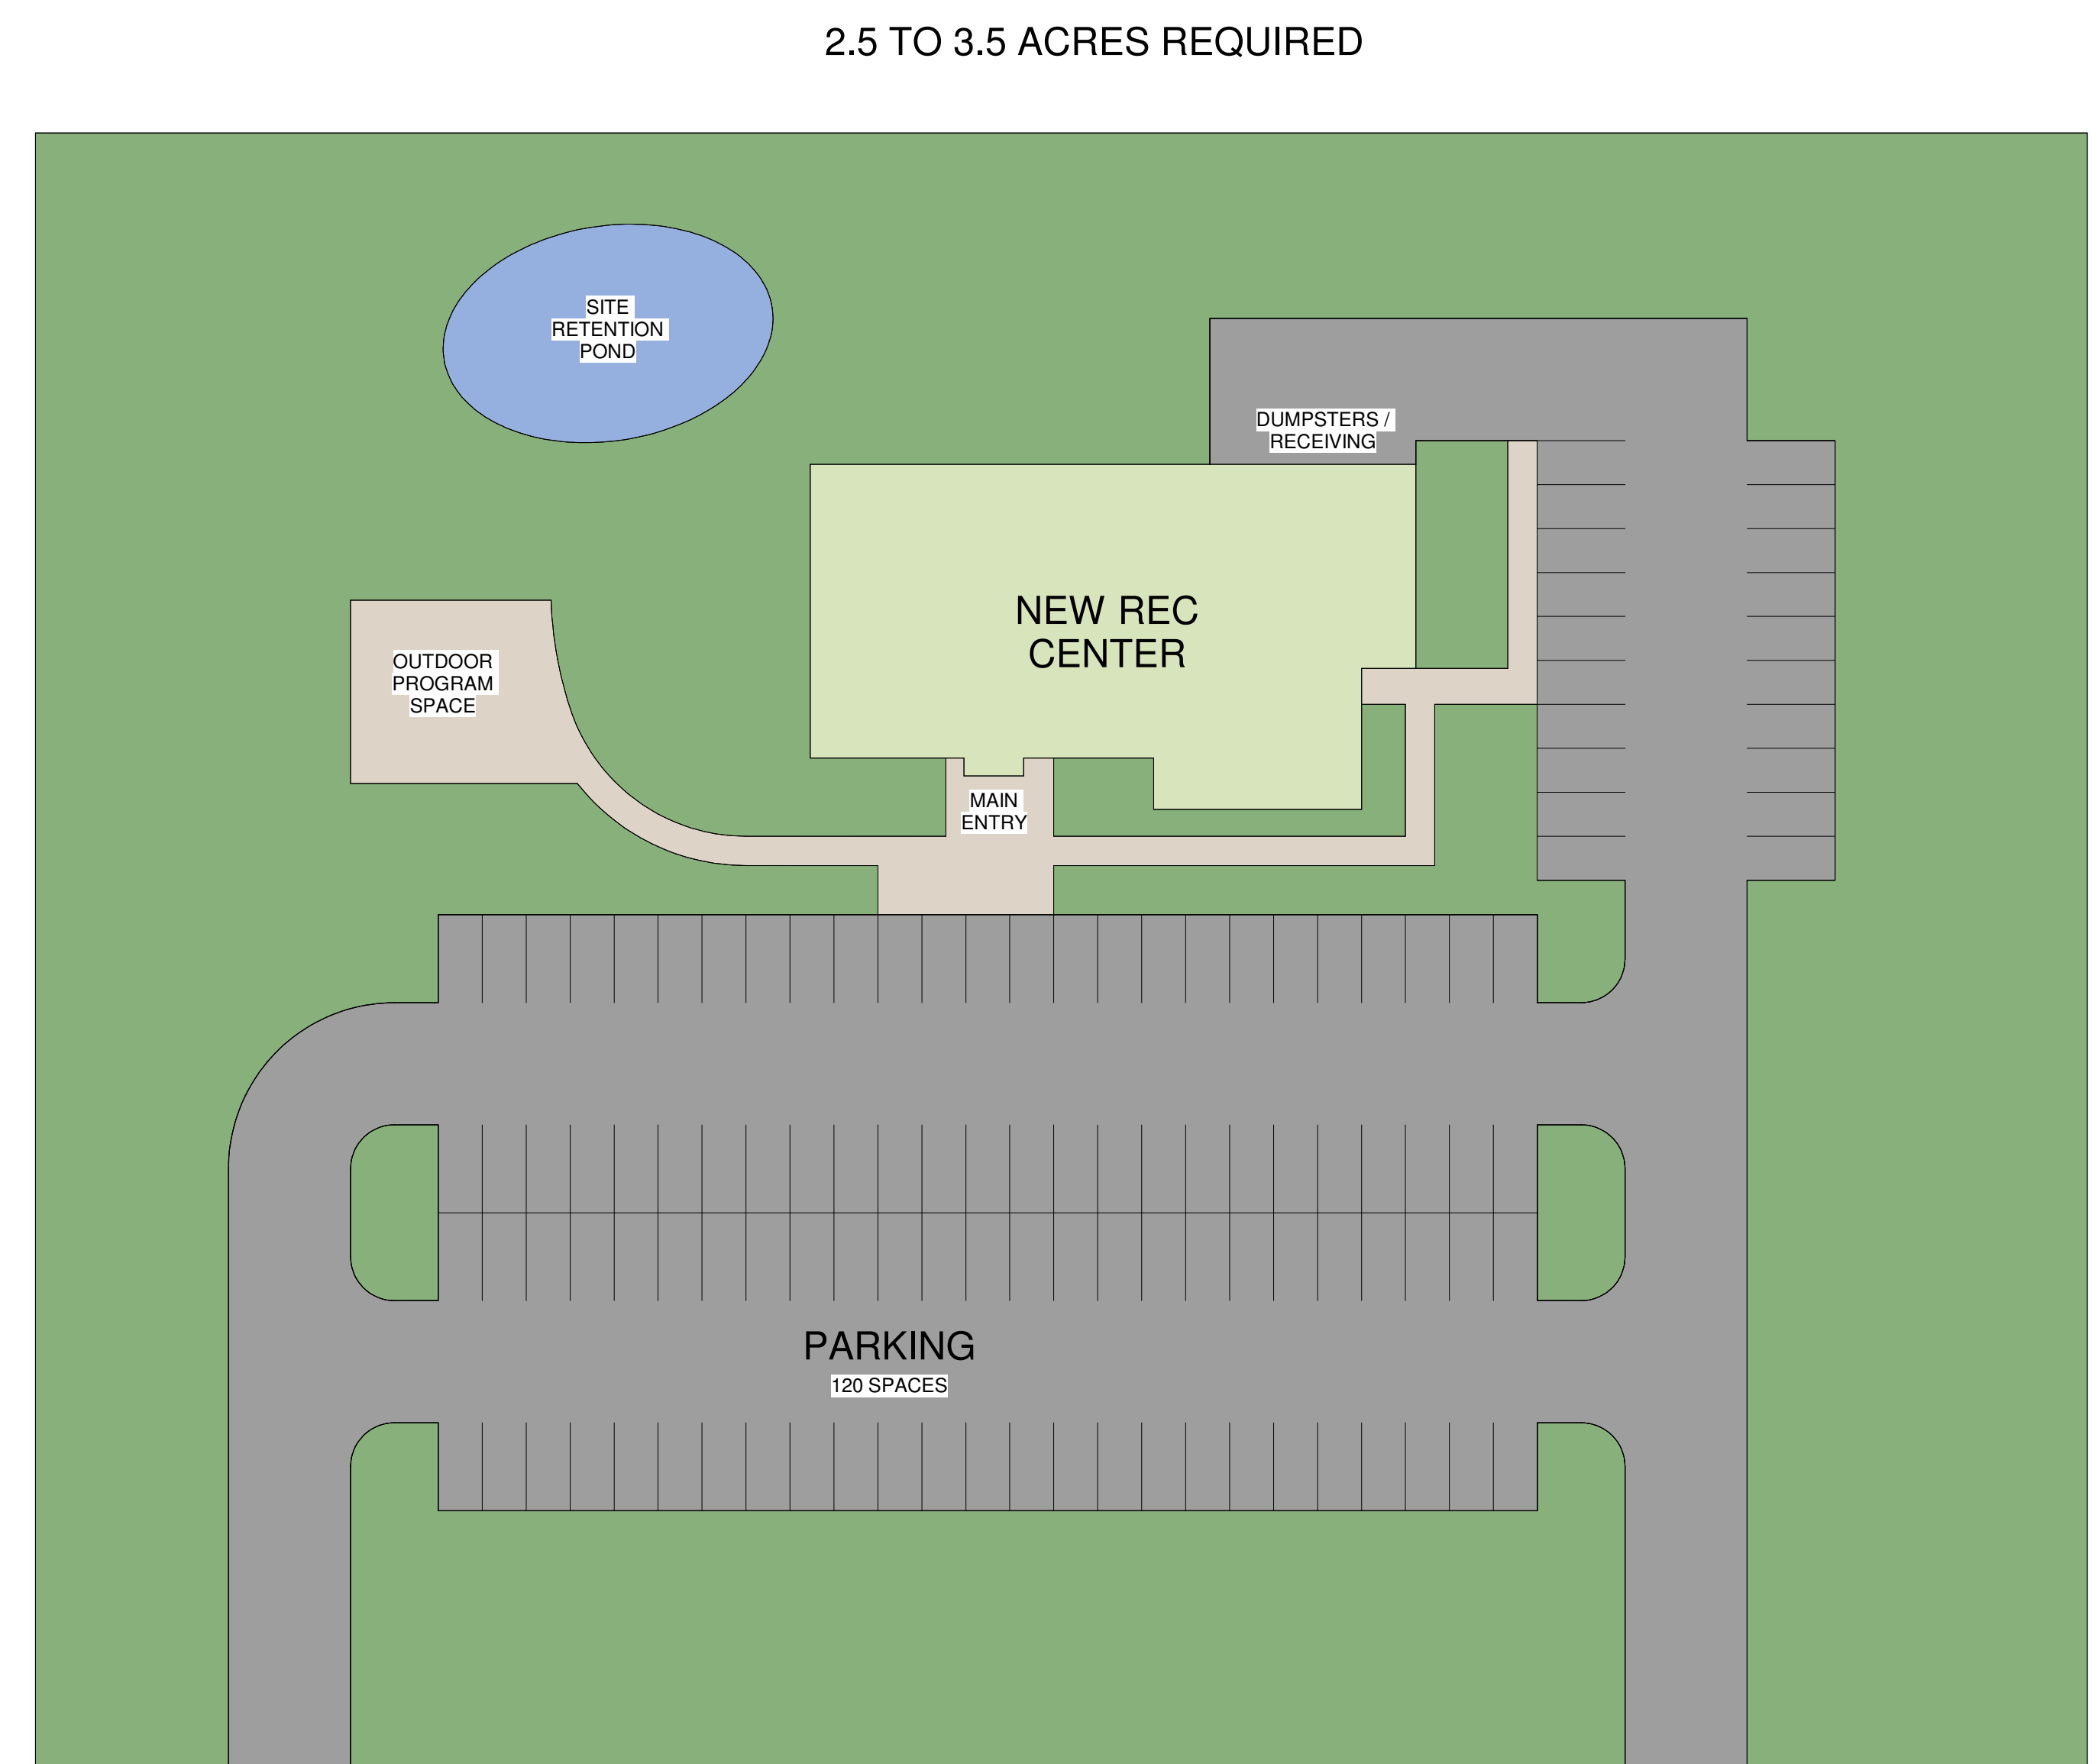 2.5 TO 3.5 ACRES REQUIRED
SITE
RETENTION
POND
DUMPSTERS /
RECEIVING
NEW REC
CENTER
OUTDOOR
PROGRAM
SPACE
MAIN
ENTRY
PARKING
120 SPACES